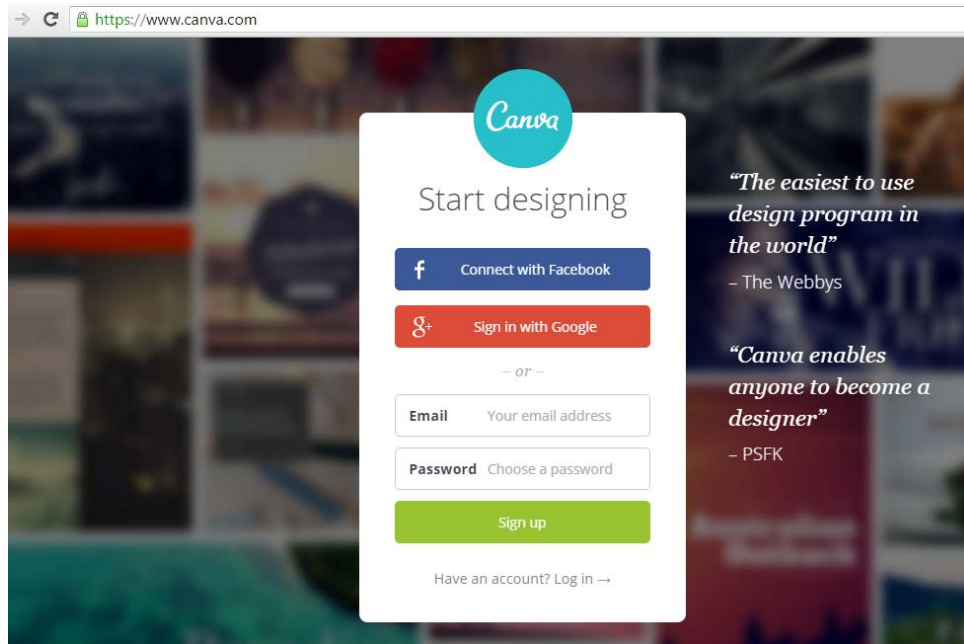 https://www.canva.com
Canva
Start designing
f Connect with Facebook
g+ Sign in with Google
– or –
Email Your email address
Password Choose a password
Sign up
Have an account? Log in →
“The easiest to use
design program in
the world”
– The Webbys
“Canva enables
anyone to become a
designer”
– PSFK
Australian
Outback